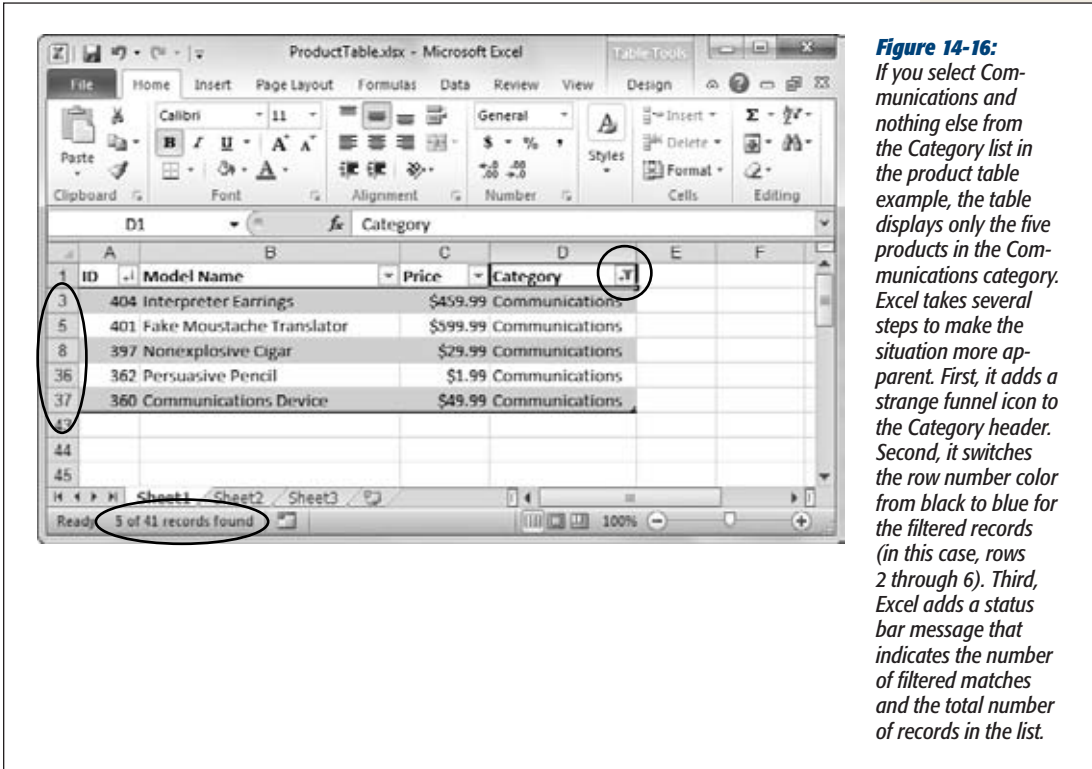 ProductTable.xlsx - Microsoft Excel
Table Tools
File Home Insert Page Layout Formulas Data Review View Design
Paste
Calibri 11
B I U A A
A
General
$ % ,
.00 .00
Styles
Insert
Delete
Format
Σ
Clipboard Font Alignment Number Cells Editing
D1 fx Category
A B C D E F
1 ID Model Name Price Category
3 404 Interpreter Earrings $459.99 Communications
5 401 Fake Moustache Translator $599.99 Communications
8 397 Nonexplosive Cigar $29.99 Communications
36 362 Persuasive Pencil $1.99 Communications
37 360 Communications Device $49.99 Communications
43
44
45
Sheet1 Sheet2 Sheet3
Ready 5 of 41 records found 100%
Figure 14-16:
If you select Com-
munications and
nothing else from
the Category list in
the product table
example, the table
displays only the five
products in the Com-
munications category.
Excel takes several
steps to make the
situation more ap-
parent. First, it adds a
strange funnel icon to
the Category header.
Second, it switches
the row number color
from black to blue for
the filtered records
(in this case, rows
2 through 6). Third,
Excel adds a status
bar message that
indicates the number
of filtered matches
and the total number
of records in the list.